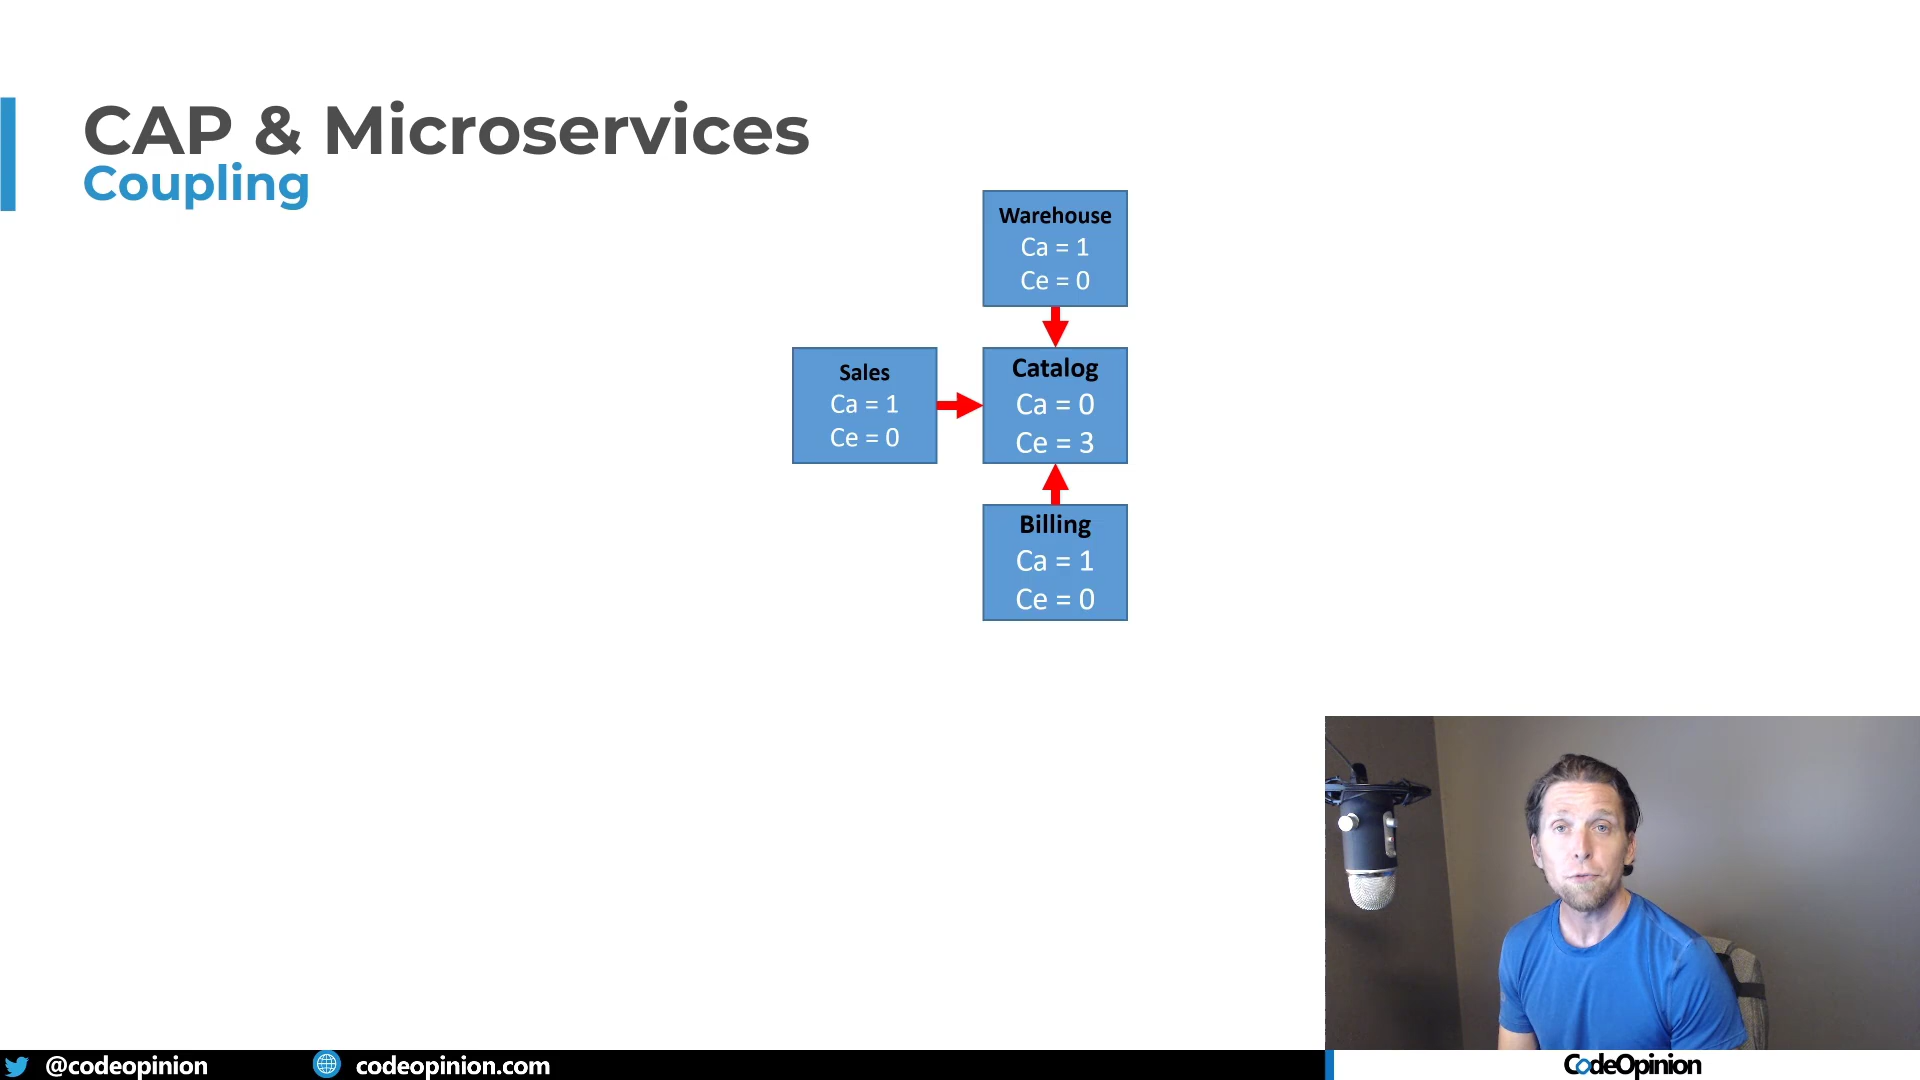 CAP & Microservices
Coupling
Warehouse
Ca = 1
Ce = 0
Sales
Ca = 1
Ce = 0
Catalog
Ca = 0
Ce = 3
Billing
Ca = 1
Ce = 0
@codeopinion
codeopinion.com
CodeOpinion